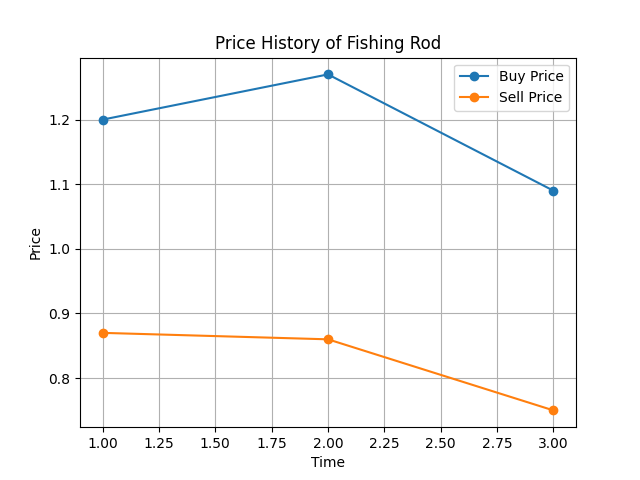 Price History of Fishing Rod
Buy Price
Sell Price
Price
1.2
1.1
1.0
0.9
0.8
1.00 1.25 1.50 1.75 2.00 2.25 2.50 2.75 3.00
Time